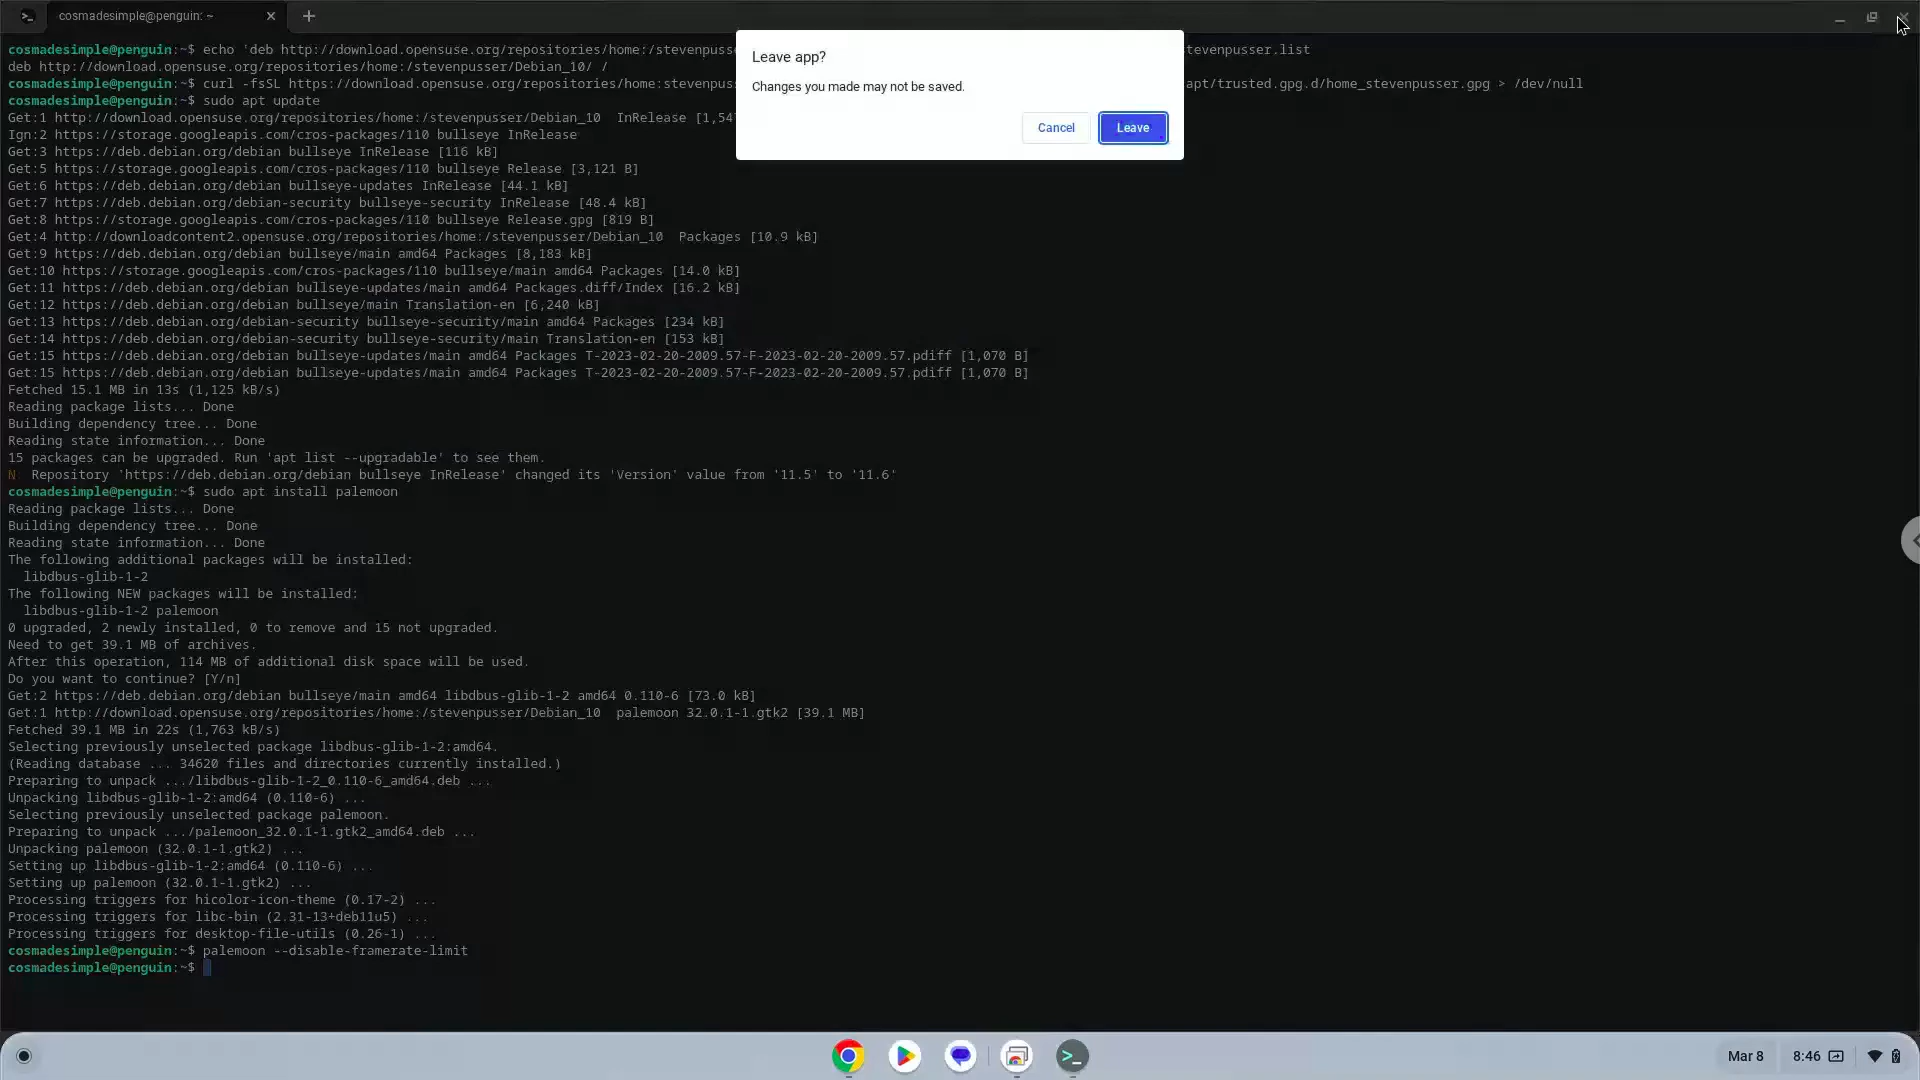 cosmadesimple@penguin: ~
cosmadesimple@penguin:~$ echo 'deb http://download.opensuse.org/repositories/home:/stevenpuss
tevenpusser.list
deb http://download.opensuse.org/repositories/home:/stevenpusser/Debian_10/ /
cosmadesimple@penguin:~$ curl -fsSL https://download.opensuse.org/repositories/home:stevenpus
apt/trusted.gpg.d/home_stevenpusser.gpg > /dev/null
cosmadesimple@penguin:~$ sudo apt update
Get:1 http://download.opensuse.org/repositories/home:/stevenpusser/Debian_10  InRelease [1,54
Ign:2 https://storage.googleapis.com/cros-packages/110 bullseye InRelease
Get:3 https://deb.debian.org/debian bullseye InRelease [116 kB]
Get:5 https://storage.googleapis.com/cros-packages/110 bullseye Release [3,121 B]
Get:6 https://deb.debian.org/debian bullseye-updates InRelease [44.1 kB]
Get:7 https://deb.debian.org/debian-security bullseye-security InRelease [48.4 kB]
Get:8 https://storage.googleapis.com/cros-packages/110 bullseye Release.gpg [819 B]
Get:4 http://downloadcontent2.opensuse.org/repositories/home:/stevenpusser/Debian_10  Packages [10.9 kB]
Get:9 https://deb.debian.org/debian bullseye/main amd64 Packages [8,183 kB]
Get:10 https://storage.googleapis.com/cros-packages/110 bullseye/main amd64 Packages [14.0 kB]
Get:11 https://deb.debian.org/debian bullseye-updates/main amd64 Packages.diff/Index [16.2 kB]
Get:12 https://deb.debian.org/debian bullseye/main Translation-en [6,240 kB]
Get:13 https://deb.debian.org/debian-security bullseye-security/main amd64 Packages [234 kB]
Get:14 https://deb.debian.org/debian-security bullseye-security/main Translation-en [153 kB]
Get:15 https://deb.debian.org/debian bullseye-updates/main amd64 Packages T-2023-02-20-2009.57-F-2023-02-20-2009.57.pdiff [1,070 B]
Get:15 https://deb.debian.org/debian bullseye-updates/main amd64 Packages T-2023-02-20-2009.57-F-2023-02-20-2009.57.pdiff [1,070 B]
Fetched 15.1 MB in 13s (1,125 kB/s)
Reading package lists... Done
Building dependency tree... Done
Reading state information... Done
15 packages can be upgraded. Run 'apt list --upgradable' to see them.
N  Repository 'https://deb.debian.org/debian bullseye InRelease' changed its 'Version' value from '11.5' to '11.6'
cosmadesimple@penguin:~$ sudo apt install palemoon
Reading package lists... Done
Building dependency tree... Done
Reading state information... Done
The following additional packages will be installed:
  libdbus-glib-1-2
The following NEW packages will be installed:
  libdbus-glib-1-2 palemoon
0 upgraded, 2 newly installed, 0 to remove and 15 not upgraded.
Need to get 39.1 MB of archives.
After this operation, 114 MB of additional disk space will be used.
Do you want to continue? [Y/n]
Get:2 https://deb.debian.org/debian bullseye/main amd64 libdbus-glib-1-2 amd64 0.110-6 [73.0 kB]
Get:1 http://download.opensuse.org/repositories/home:/stevenpusser/Debian_10  palemoon 32.0.1-1.gtk2 [39.1 MB]
Fetched 39.1 MB in 22s (1,763 kB/s)
Selecting previously unselected package libdbus-glib-1-2:amd64.
(Reading database ... 34620 files and directories currently installed.)
Preparing to unpack .../libdbus-glib-1-2_0.110-6_amd64.deb ...
Unpacking libdbus-glib-1-2:amd64 (0.110-6) ...
Selecting previously unselected package palemoon.
Preparing to unpack .../palemoon_32.0.1-1.gtk2_amd64.deb ...
Unpacking palemoon (32.0.1-1.gtk2) ...
Setting up libdbus-glib-1-2:amd64 (0.110-6) ...
Setting up palemoon (32.0.1-1.gtk2) ...
Processing triggers for hicolor-icon-theme (0.17-2) ...
Processing triggers for libc-bin (2.31-13+deb11u5) ...
Processing triggers for desktop-file-utils (0.26-1) ...
cosmadesimple@penguin:~$ palemoon --disable-framerate-limit
cosmadesimple@penguin:~$
Leave app?
Changes you made may not be saved.
Cancel
Leave
Mar 8
8:46